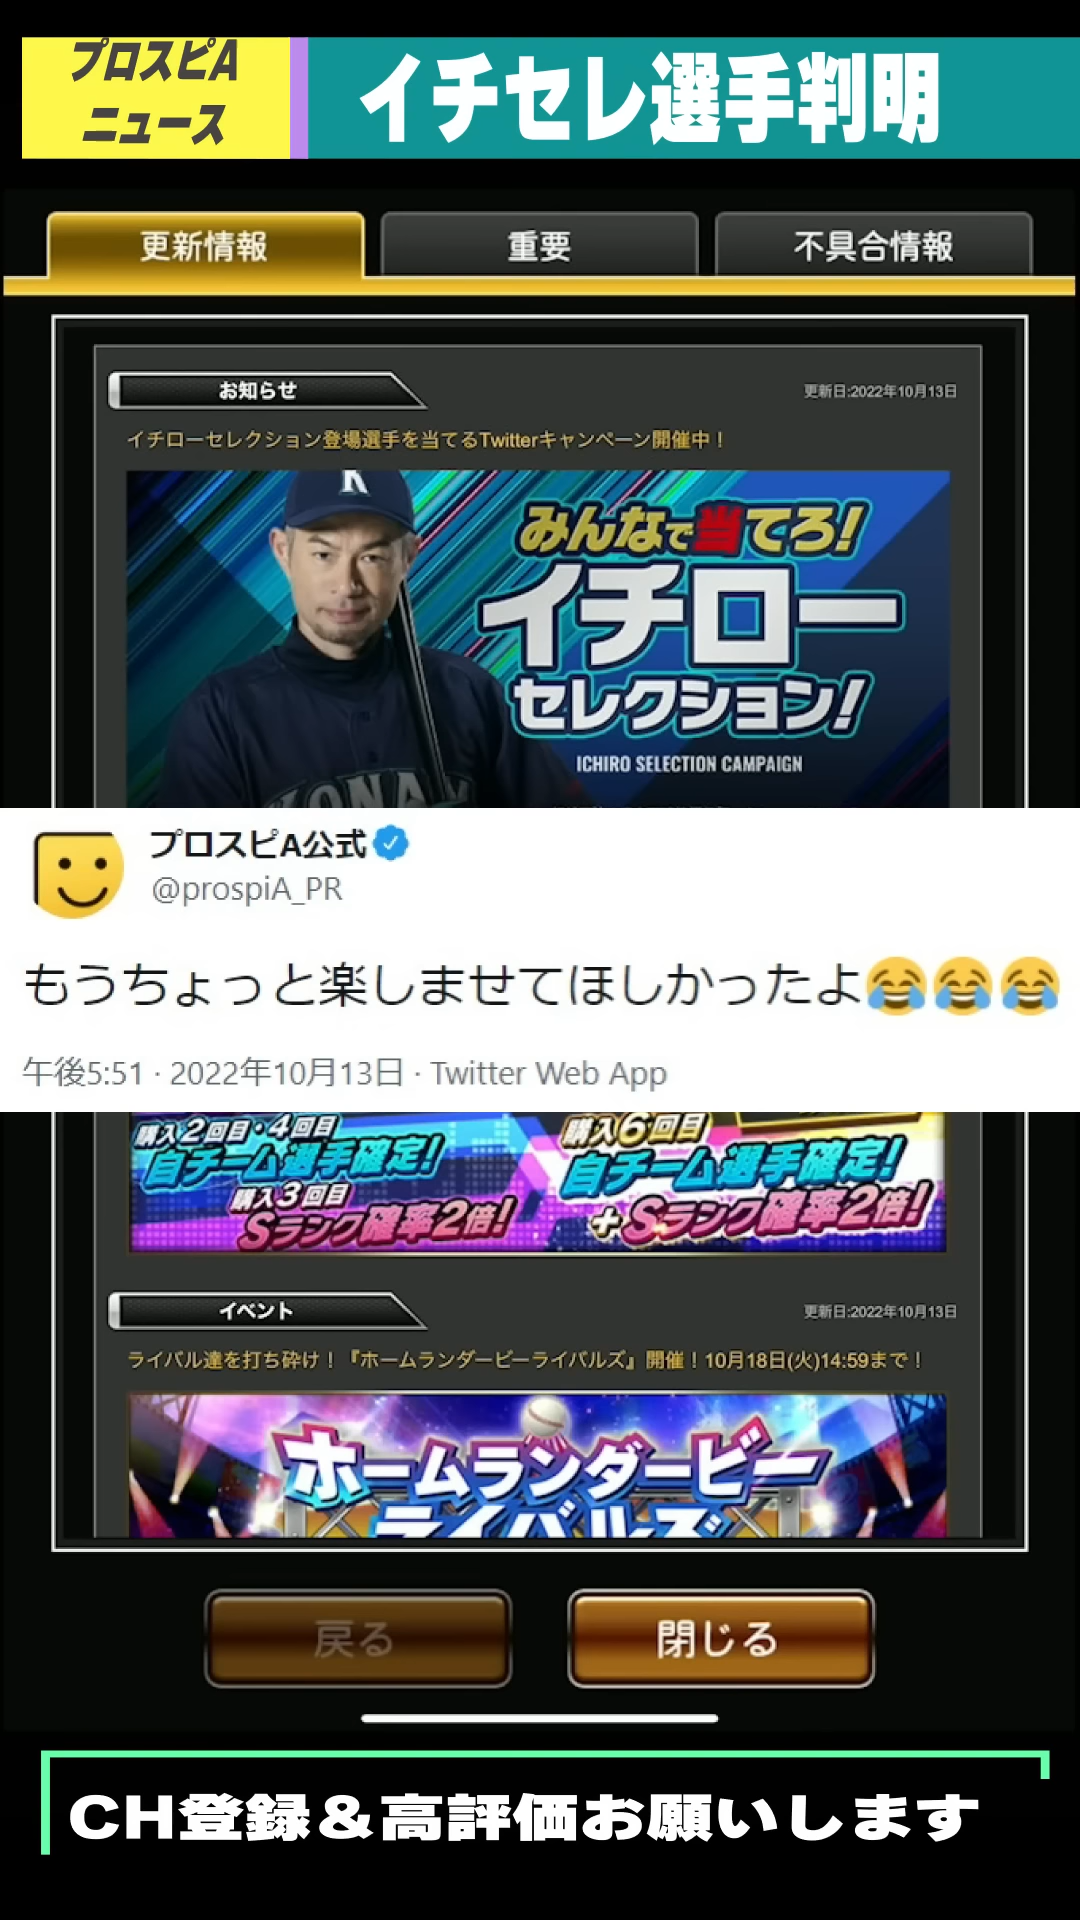 プロスピA
ニュース
イチセレ選手判明
更新情報
重要
不具合情報
お知らせ
更新日:2022年10月13日
イチローセレクション登場選手を当てるTwitterキャンペーン開催中！
みんなで当てろ!
イチロー
セレクション!
ICHIRO SELECTION CAMPAIGN
KONAM
プロスピA公式
@prospiA_PR
もうちょっと楽しませてほしかったよ😂😂😂
午後5:51 · 2022年10月13日 · Twitter Web App
購入2回目・4回目
自チーム選手確定!
購入3回目
Sランク確率2倍!
購入6回目
自チーム選手確定!
+Sランク確率2倍!
イベント
更新日:2022年10月13日
ライバル達を打ち砕け！『ホームランダービーライバルズ』開催！10月18日(火)14:59まで！
ホームランダービー
ライバルズ
戻る
閉じる
CH登録＆高評価お願いします